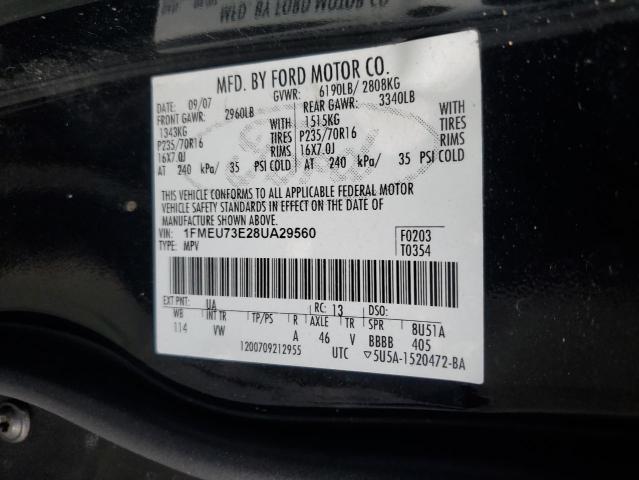 MFD. BY FORD MOTOR CO.
DATE: 09/07 GVWR: 6190LB/ 2808KG
FRONT GAWR: 2960LB REAR GAWR: 3340LB
1343KG WITH 1515KG WITH
P235/70R16 TIRES P235/70R16 TIRES
16X7.0J RIMS 16X7.0J RIMS
AT 240 kPa/ 35 PSI COLD AT 240 kPa/ 35 PSI COLD
THIS VEHICLE CONFORMS TO ALL APPLICABLE FEDERAL MOTOR
VEHICLE SAFETY STANDARDS IN EFFECT ON THE DATE OF
MANUFACTURE SHOWN ABOVE.
VIN: 1FMEU73E28UA29560 F0203
TYPE: MPV T0354
EXT PNT: UA RC: 13 DSO:
WB INT TR TP/PS R AXLE TR SPR 8U51A
114 VW A 46 V BBBB 405
1200709212955 UTC ▽5U5A-1520472-BA